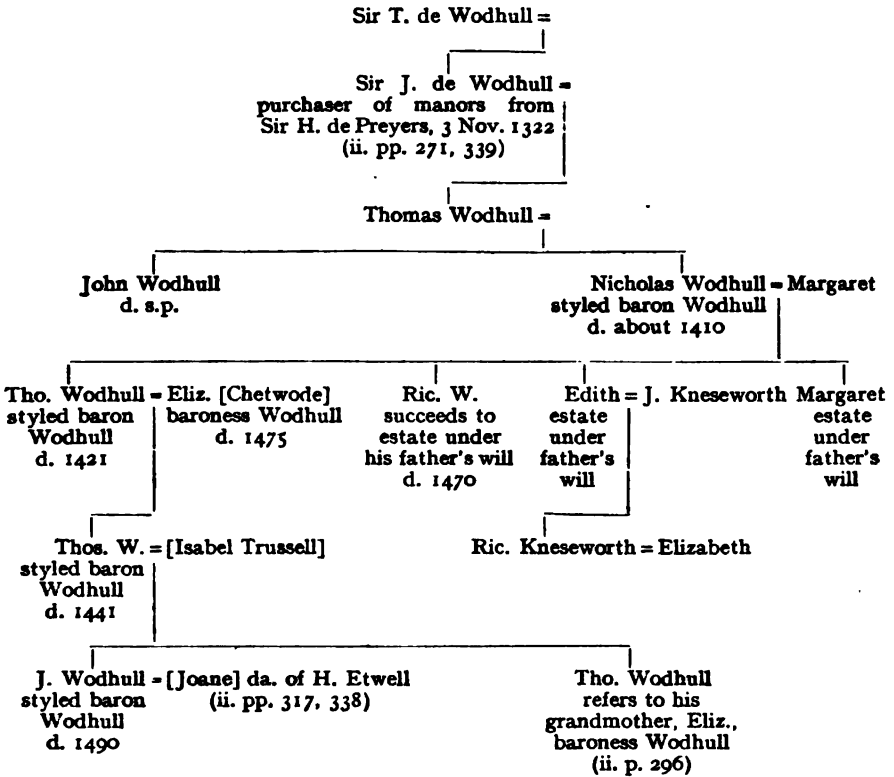 Sir T. de Wodhull =
Sir J. de Wodhull =
purchaser of manors from
Sir H. de Preyers, 3 Nov. 1322
(ii. pp. 271, 339)
Thomas Wodhull =
John Wodhull
d. s.p.
Nicholas Wodhull = Margaret
styled baron Wodhull
d. about 1410
Tho. Wodhull = Eliz. [Chetwode]
styled baron baroness Wodhull
Wodhull d. 1475
d. 1421
Ric. W.
succeeds to
estate under
his father's will
d. 1470
Edith = J. Kneseworth
estate
under
father's
will
Margaret
estate
under
father's
will
Thos. W. = [Isabel Trussell]
styled baron
Wodhull
d. 1441
Ric. Kneseworth = Elizabeth
J. Wodhull = [Joane] da. of H. Etwell
styled baron (ii. pp. 317, 338)
Wodhull
d. 1490
Tho. Wodhull
refers to his
grandmother, Eliz.,
baroness Wodhull
(ii. p. 296)